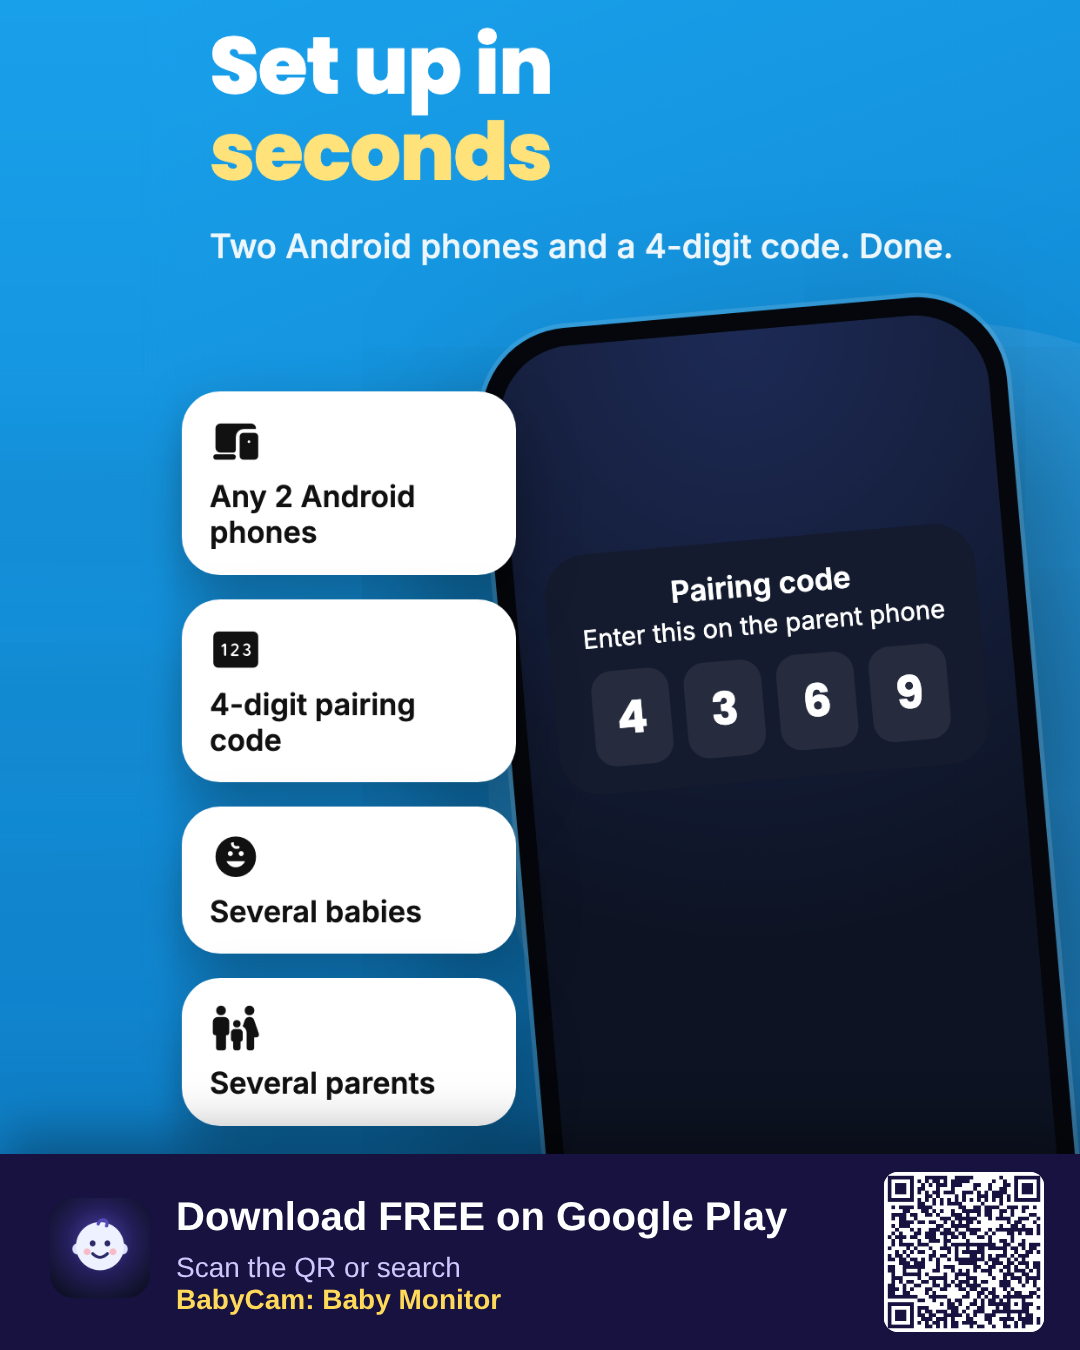 Set up in
seconds
Two Android phones and a 4-digit code. Done.
Any 2 Android
phones
123
4-digit pairing
code
Several babies
Several parents
Pairing code
Enter this on the parent phone
4 3 6 9
Download FREE on Google Play
Scan the QR or search
BabyCam: Baby Monitor